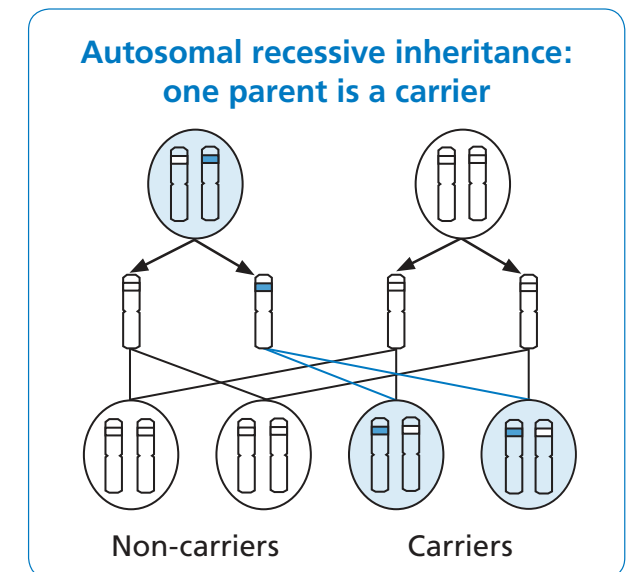 Autosomal recessive inheritance:
one parent is a carrier
Non-carriers
Carriers